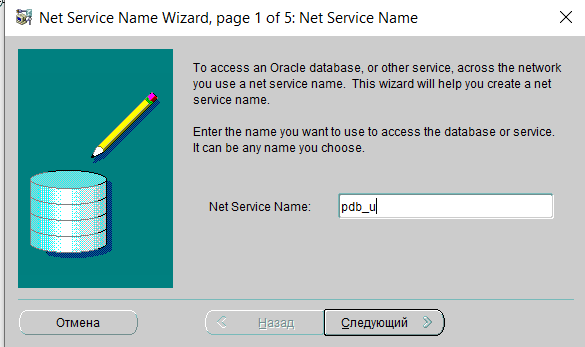 Net Service Name Wizard, page 1 of 5: Net Service Name
To access an Oracle database, or other service, across the network
you use a net service name. This wizard will help you create a net
service name.
Enter the name you want to use to access the database or service.
It can be any name you choose.
Net Service Name:
pdb_u
Отмена
Назад
Следующий